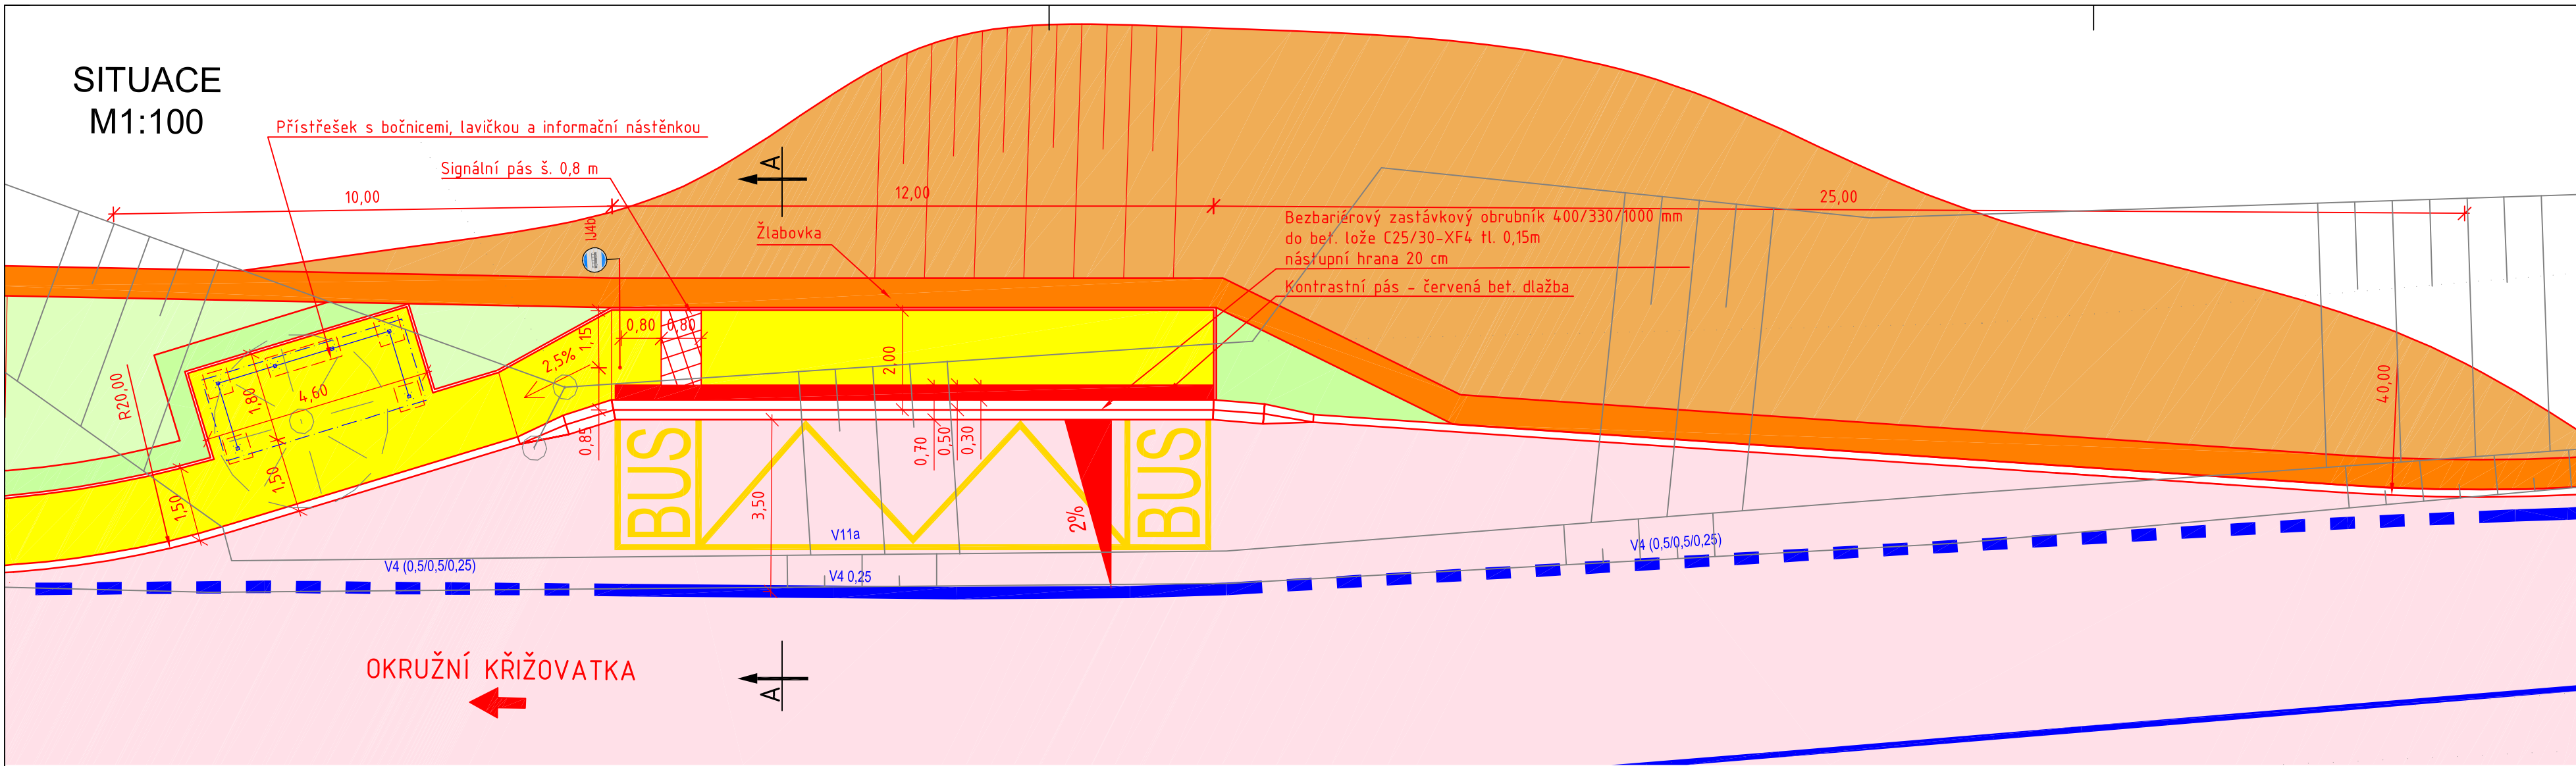 SITUACE
M1:100
Přístřešek s bočnicemi, lavičkou a informační nástěnkou
Signální pás š. 0,8 m
A
10,00
12,00
25,00
IJ4b
Žlabovka
Bezbariérový zastávkový obrubník 400/330/1000 mm
do bet. lože C25/30-XF4 tl. 0,15m
nástupní hrana 20 cm
Kontrastní pás - červená bet. dlažba
0,80
0,80
1,15
2,5%
2,00
R20,00
1,80
4,60
40,00
0,85
0,70
0,50
0,30
BUS
BUS
1,50
1,50
3,50
2%
V11a
V4 (0,5/0,5/0,25)
V4 0,25
V4 (0,5/0,5/0,25)
OKRUŽNÍ KŘIŽOVATKA
A